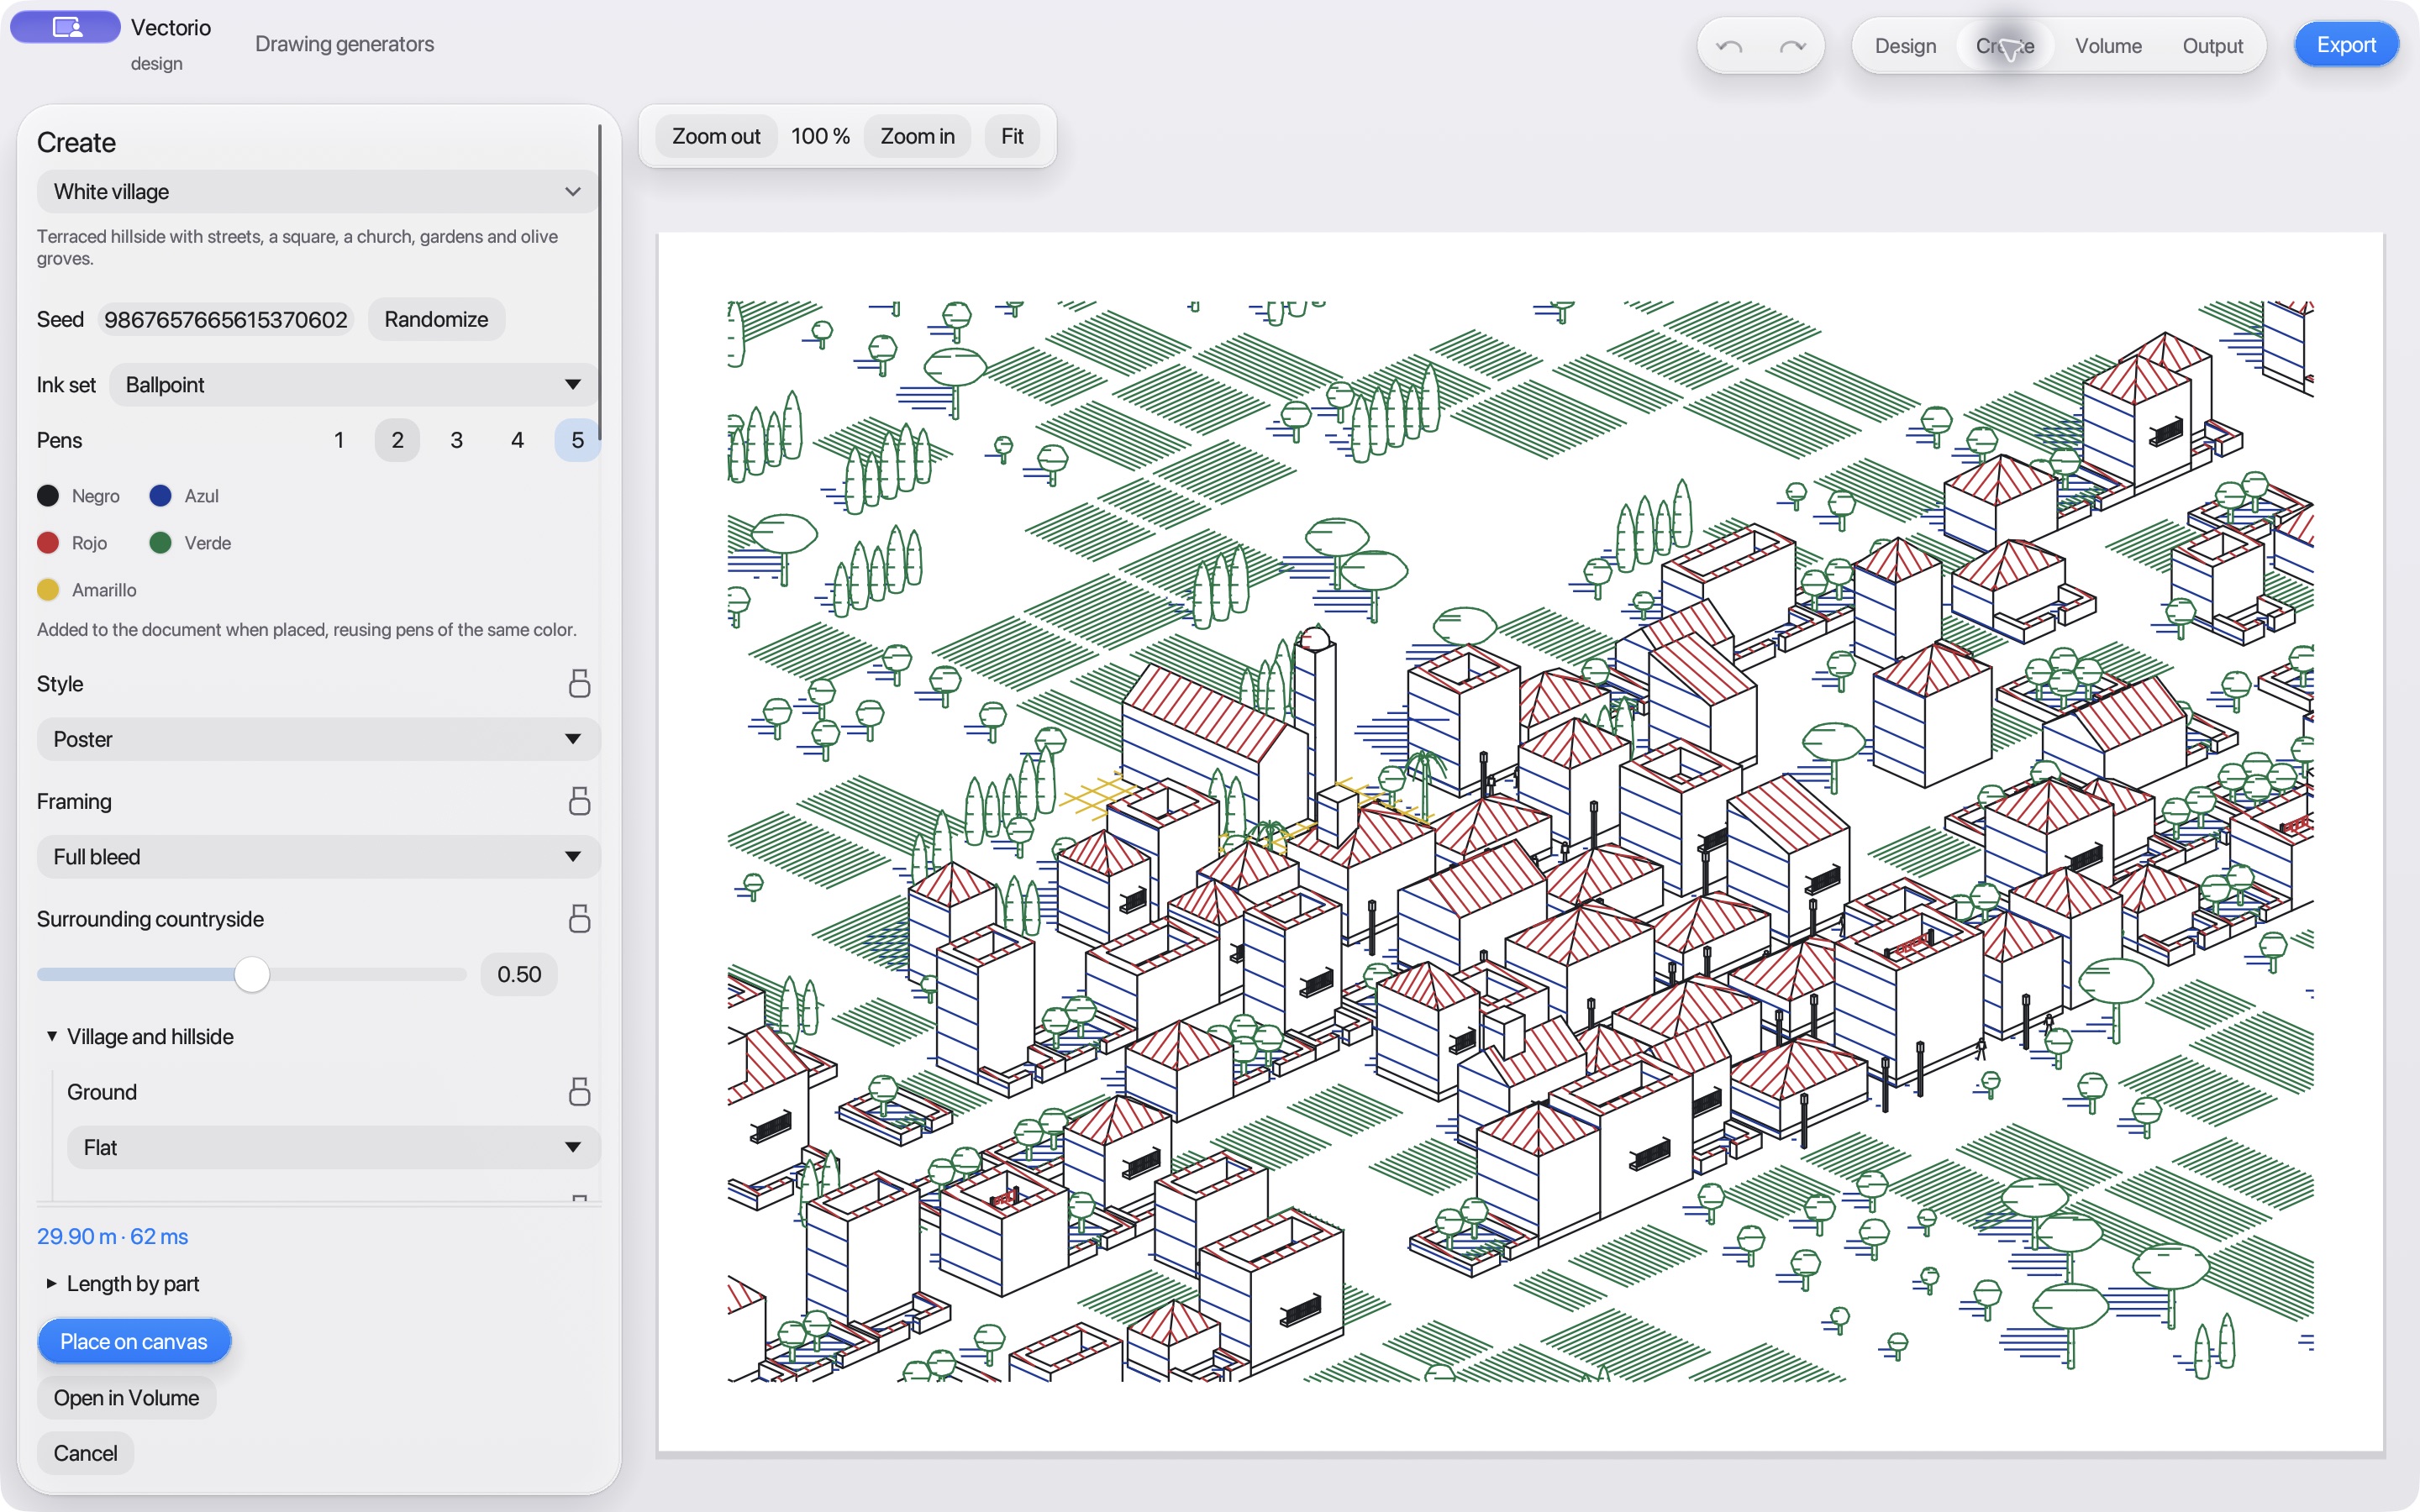 Vectorio
design
Drawing generators
Design
Create
Volume
Output
Export
Create
Zoom out
100 %
Zoom in
Fit
White village
Terraced hillside with streets, a square, a church, gardens and olive
groves.
Seed 9867657665615370602 Randomize
Ink set Ballpoint
Pens 1 2 3 4 5
Negro Azul
Rojo Verde
Amarillo
Added to the document when placed, reusing pens of the same color.
Style
Poster
Framing
Full bleed
Surrounding countryside
0.50
Village and hillside
Ground
Flat
29.90 m · 62 ms
Length by part
Place on canvas
Open in Volume
Cancel